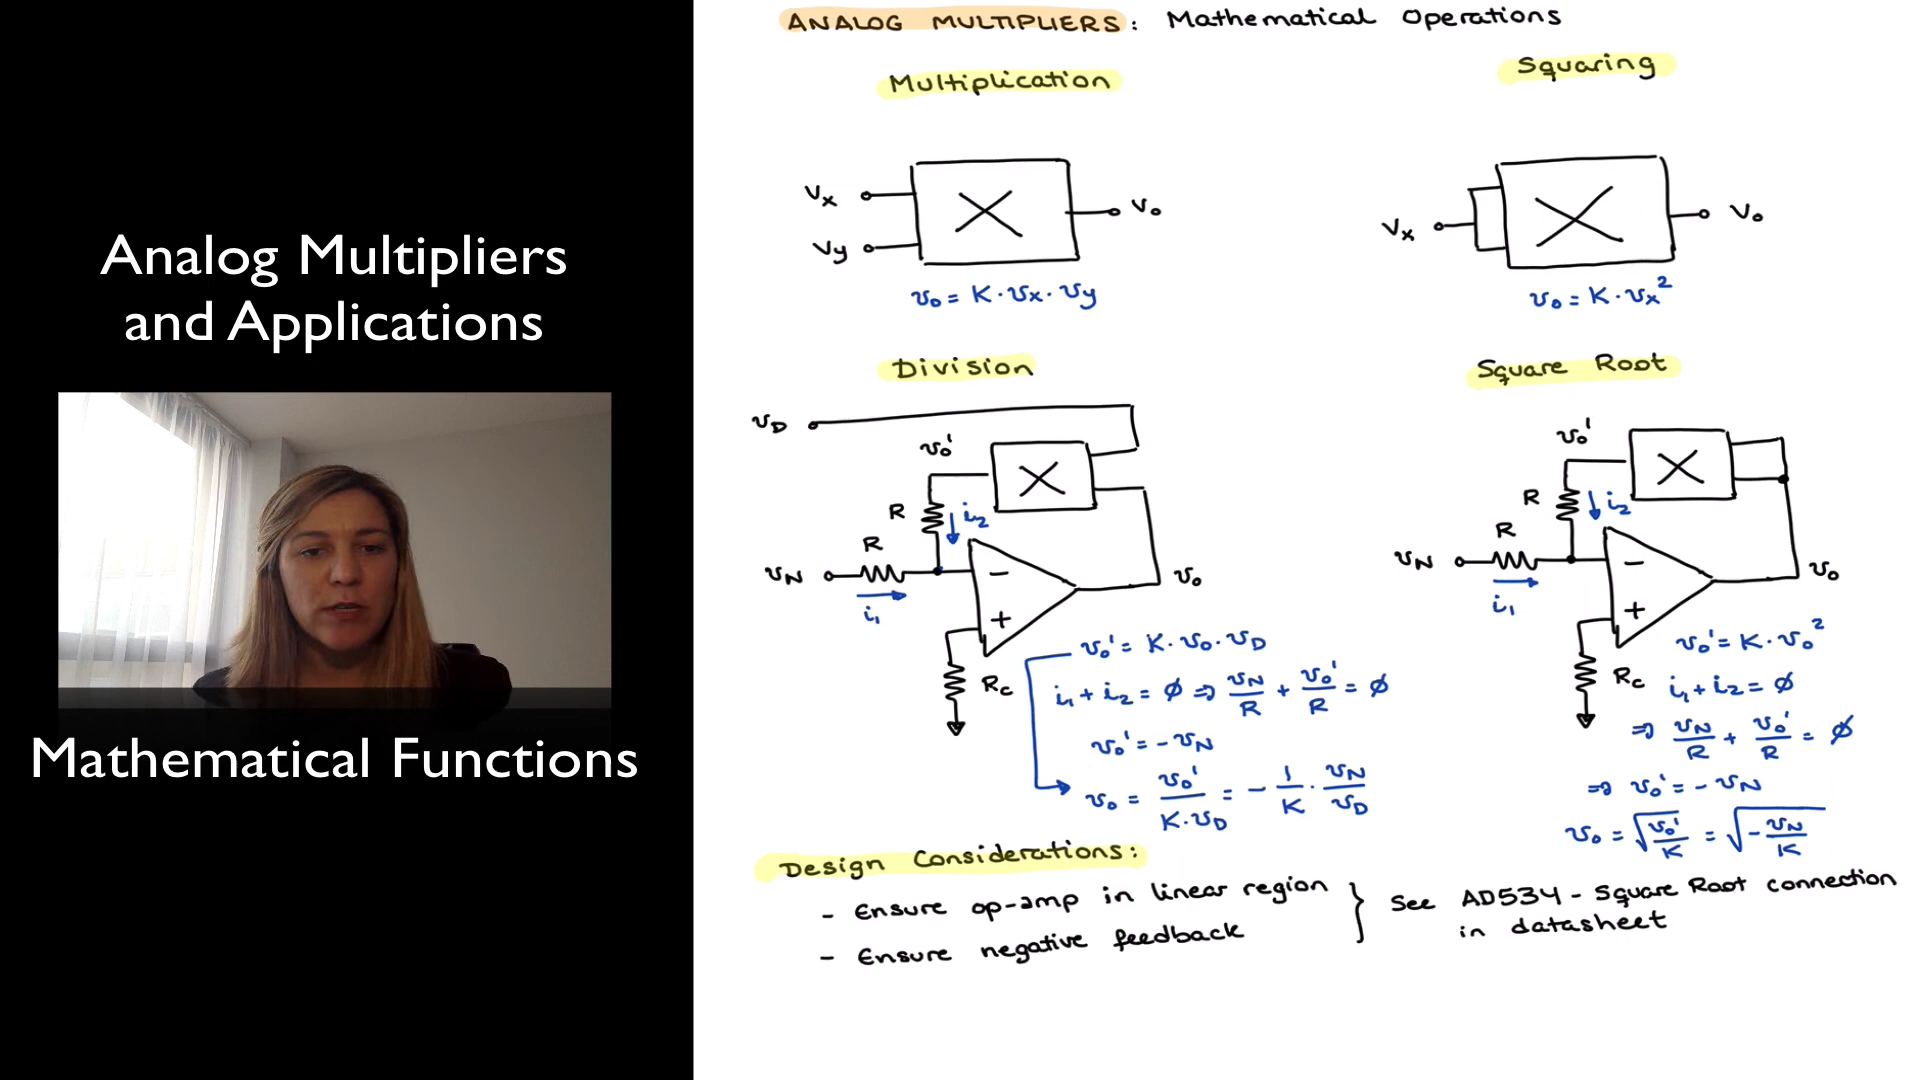 Analog Multipliers
and Applications
Mathematical Functions
ANALOG MULTIPLIERS: Mathematical Operations
Multiplication
Vx
Vy
Vo
vo = K·vx·vy
Squaring
Vx
Vo
vo = K·vx²
Division
vD
vo'
R
i2
R
vN
i1
vo
Rc
vo' = K·vo·vD
i1 + i2 = ∅ ⇒ vN/R + vo'/R = ∅
vo' = -vN
vo = vo'/(K·vD) = -1/K · vN/vD
Square Root
vo'
R
i2
R
vN
i1
vo
Rc
vo' = K·vo²
i1 + i2 = ∅
⇒ vN/R + vo'/R = ∅
⇒ vo' = -vN
vo = √(vo'/K) = √(-vN/K)
Design Considerations:
- Ensure op-amp in linear region
- Ensure negative feedback
See AD534 - Square Root connection
in datasheet